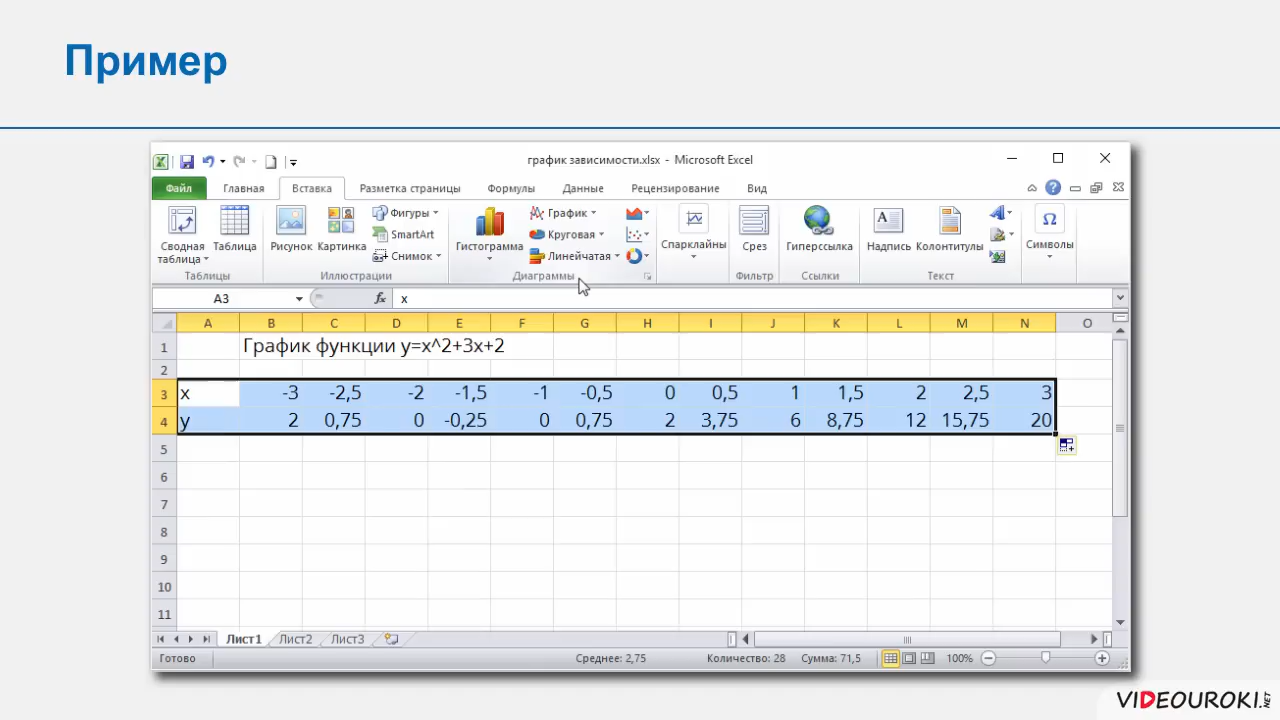 Пример
график зависимости.xlsx - Microsoft Excel
Файл Главная Вставка Разметка страницы Формулы Данные Рецензирование Вид
Сводная таблица Таблица Рисунок Картинка Фигуры SmartArt Снимок Гистограмма График Круговая Линейчатая Спарклайны Срез Гиперссылка Надпись Колонтитулы Символы
Таблицы Иллюстрации Диаграммы Фильтр Ссылки Текст
A3 fx x
A B C D E F G H I J K L M N O
1 График функции y=x^2+3x+2
2
3 x -3 -2,5 -2 -1,5 -1 -0,5 0 0,5 1 1,5 2 2,5 3
4 y 2 0,75 0 -0,25 0 0,75 2 3,75 6 8,75 12 15,75 20
5
6
7
8
9
10
11
Лист1 Лист2 Лист3
Готово Среднее: 2,75 Количество: 28 Сумма: 71,5 100%
VIDEOUROKI.NET